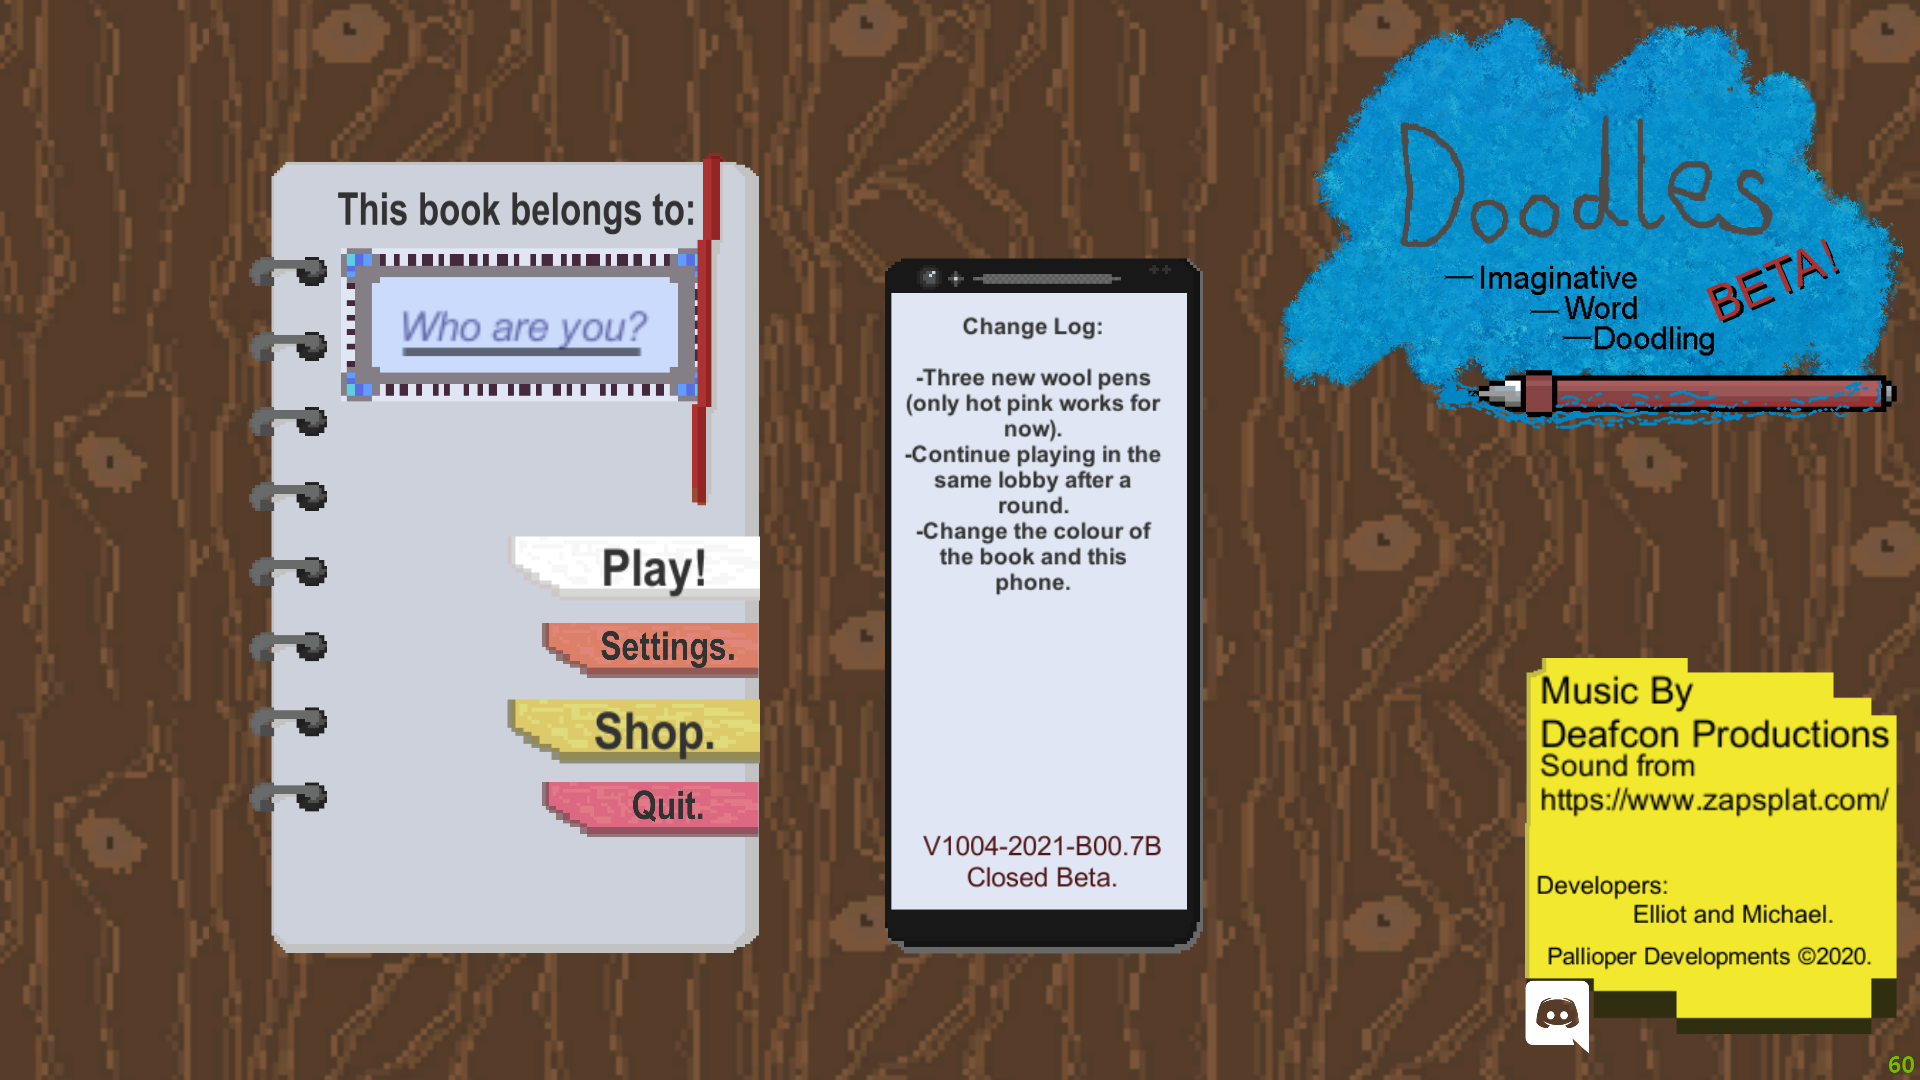 This book belongs to:
Who are you?
Play!
Settings.
Shop.
Quit.
Change Log:
-Three new wool pens
(only hot pink works for
now).
-Continue playing in the
same lobby after a
round.
-Change the colour of
the book and this
phone.
V1004-2021-B00.7B
Closed Beta.
Doodles
—Imaginative
—Word
—Doodling
BETA!
Music By
Deafcon Productions
Sound from
https://www.zapsplat.com/
Developers:
Elliot and Michael.
Pallioper Developments ©2020.
60